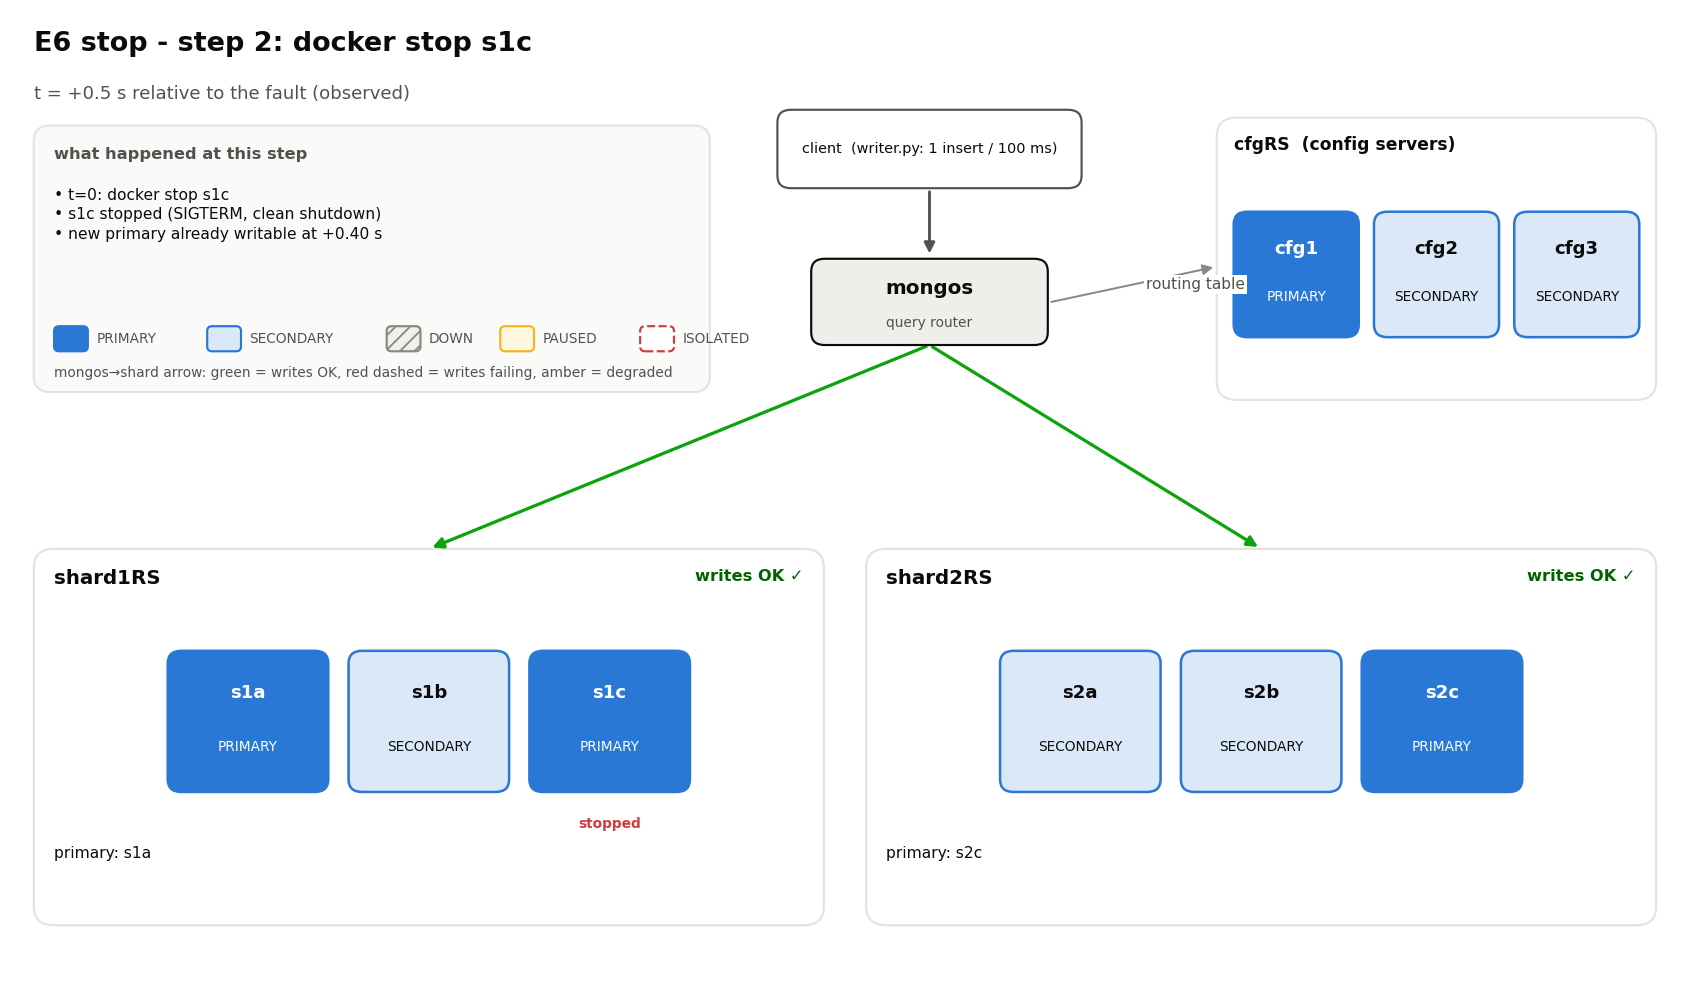 E6 stop - step 2: docker stop s1c
t = +0.5 s relative to the fault (observed)
what happened at this step
• t=0: docker stop s1c
• s1c stopped (SIGTERM, clean shutdown)
• new primary already writable at +0.40 s
PRIMARY SECONDARY DOWN PAUSED ISOLATED
mongos→shard arrow: green = writes OK, red dashed = writes failing, amber = degraded
client (writer.py: 1 insert / 100 ms)
mongos
query router
routing table
cfgRS (config servers)
cfg1 cfg2 cfg3
PRIMARY SECONDARY SECONDARY
shard1RS writes OK ✓
s1a s1b s1c
PRIMARY SECONDARY PRIMARY
stopped
primary: s1a
shard2RS writes OK ✓
s2a s2b s2c
SECONDARY SECONDARY PRIMARY
primary: s2c